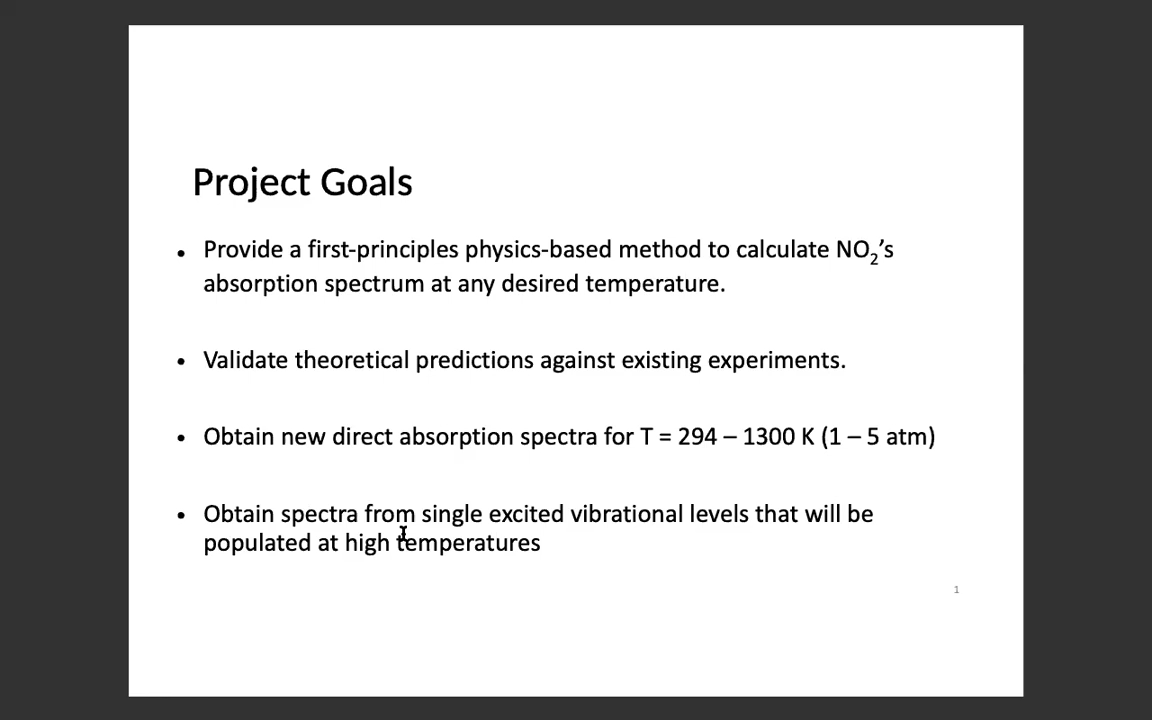 Project Goals
• Provide a first-principles physics-based method to calculate NO₂’s
absorption spectrum at any desired temperature.
• Validate theoretical predictions against existing experiments.
• Obtain new direct absorption spectra for T = 294 – 1300 K (1 – 5 atm)
• Obtain spectra from single excited vibrational levels that will be
populated at high temperatures
1